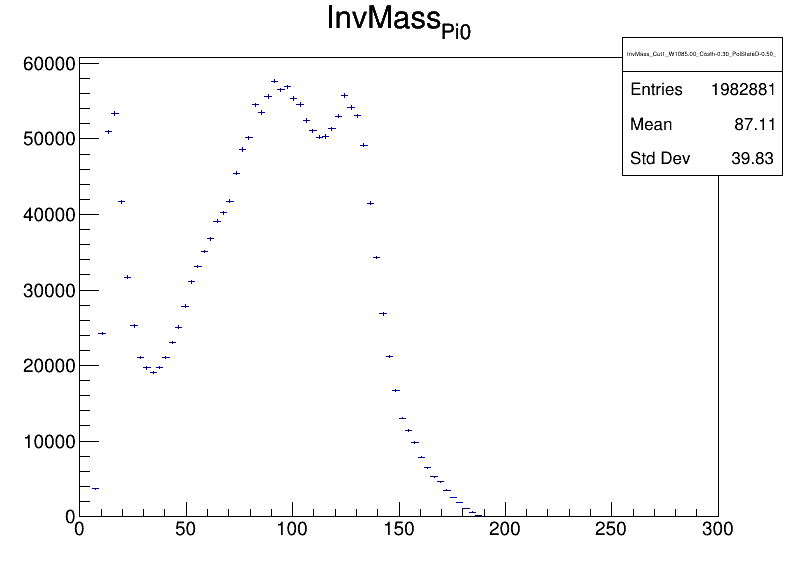 InvMass_Pi0
InvMass_Cut1_W1085.00_Costh-0.30_PolStateD-0.50_
Entries 1982881
Mean 87.11
Std Dev 39.83
60000
50000
40000
30000
20000
10000
0
0 50 100 150 200 250 300